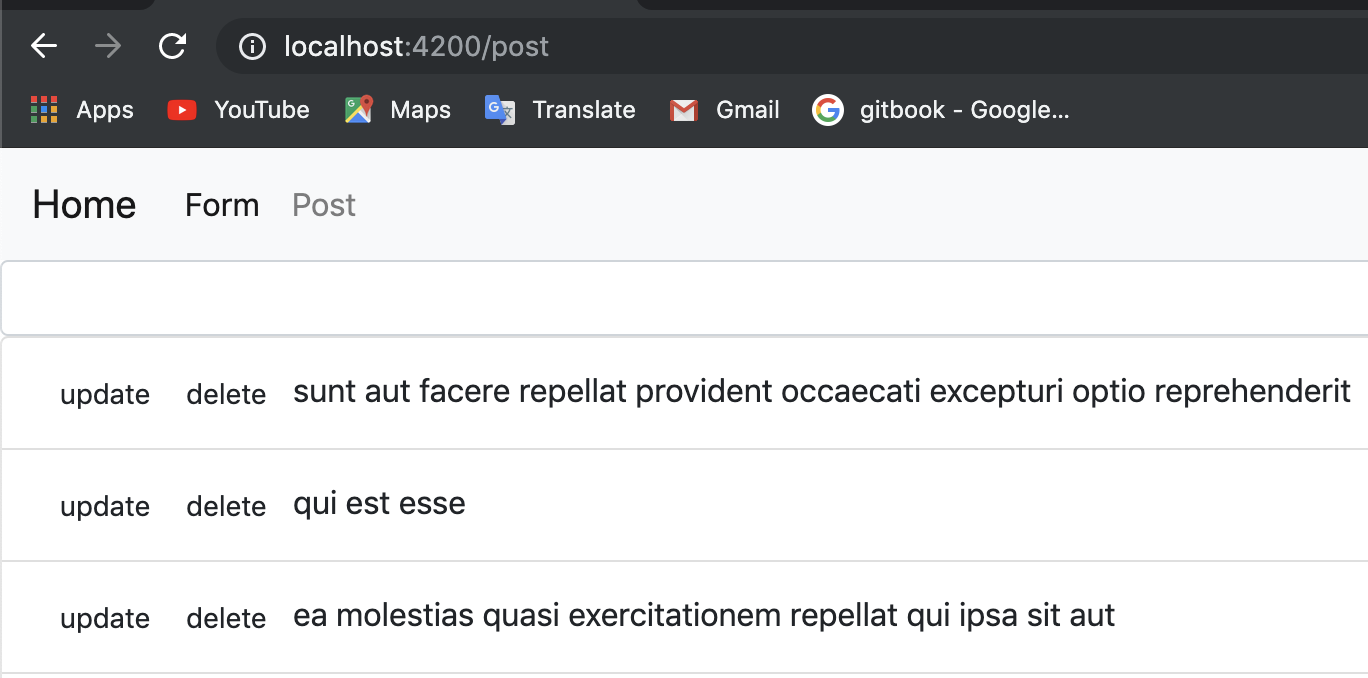 localhost:4200/post
Apps YouTube Maps Translate Gmail gitbook - Google...
Home Form Post
update delete sunt aut facere repellat provident occaecati excepturi optio reprehenderit
update delete qui est esse
update delete ea molestias quasi exercitationem repellat qui ipsa sit aut